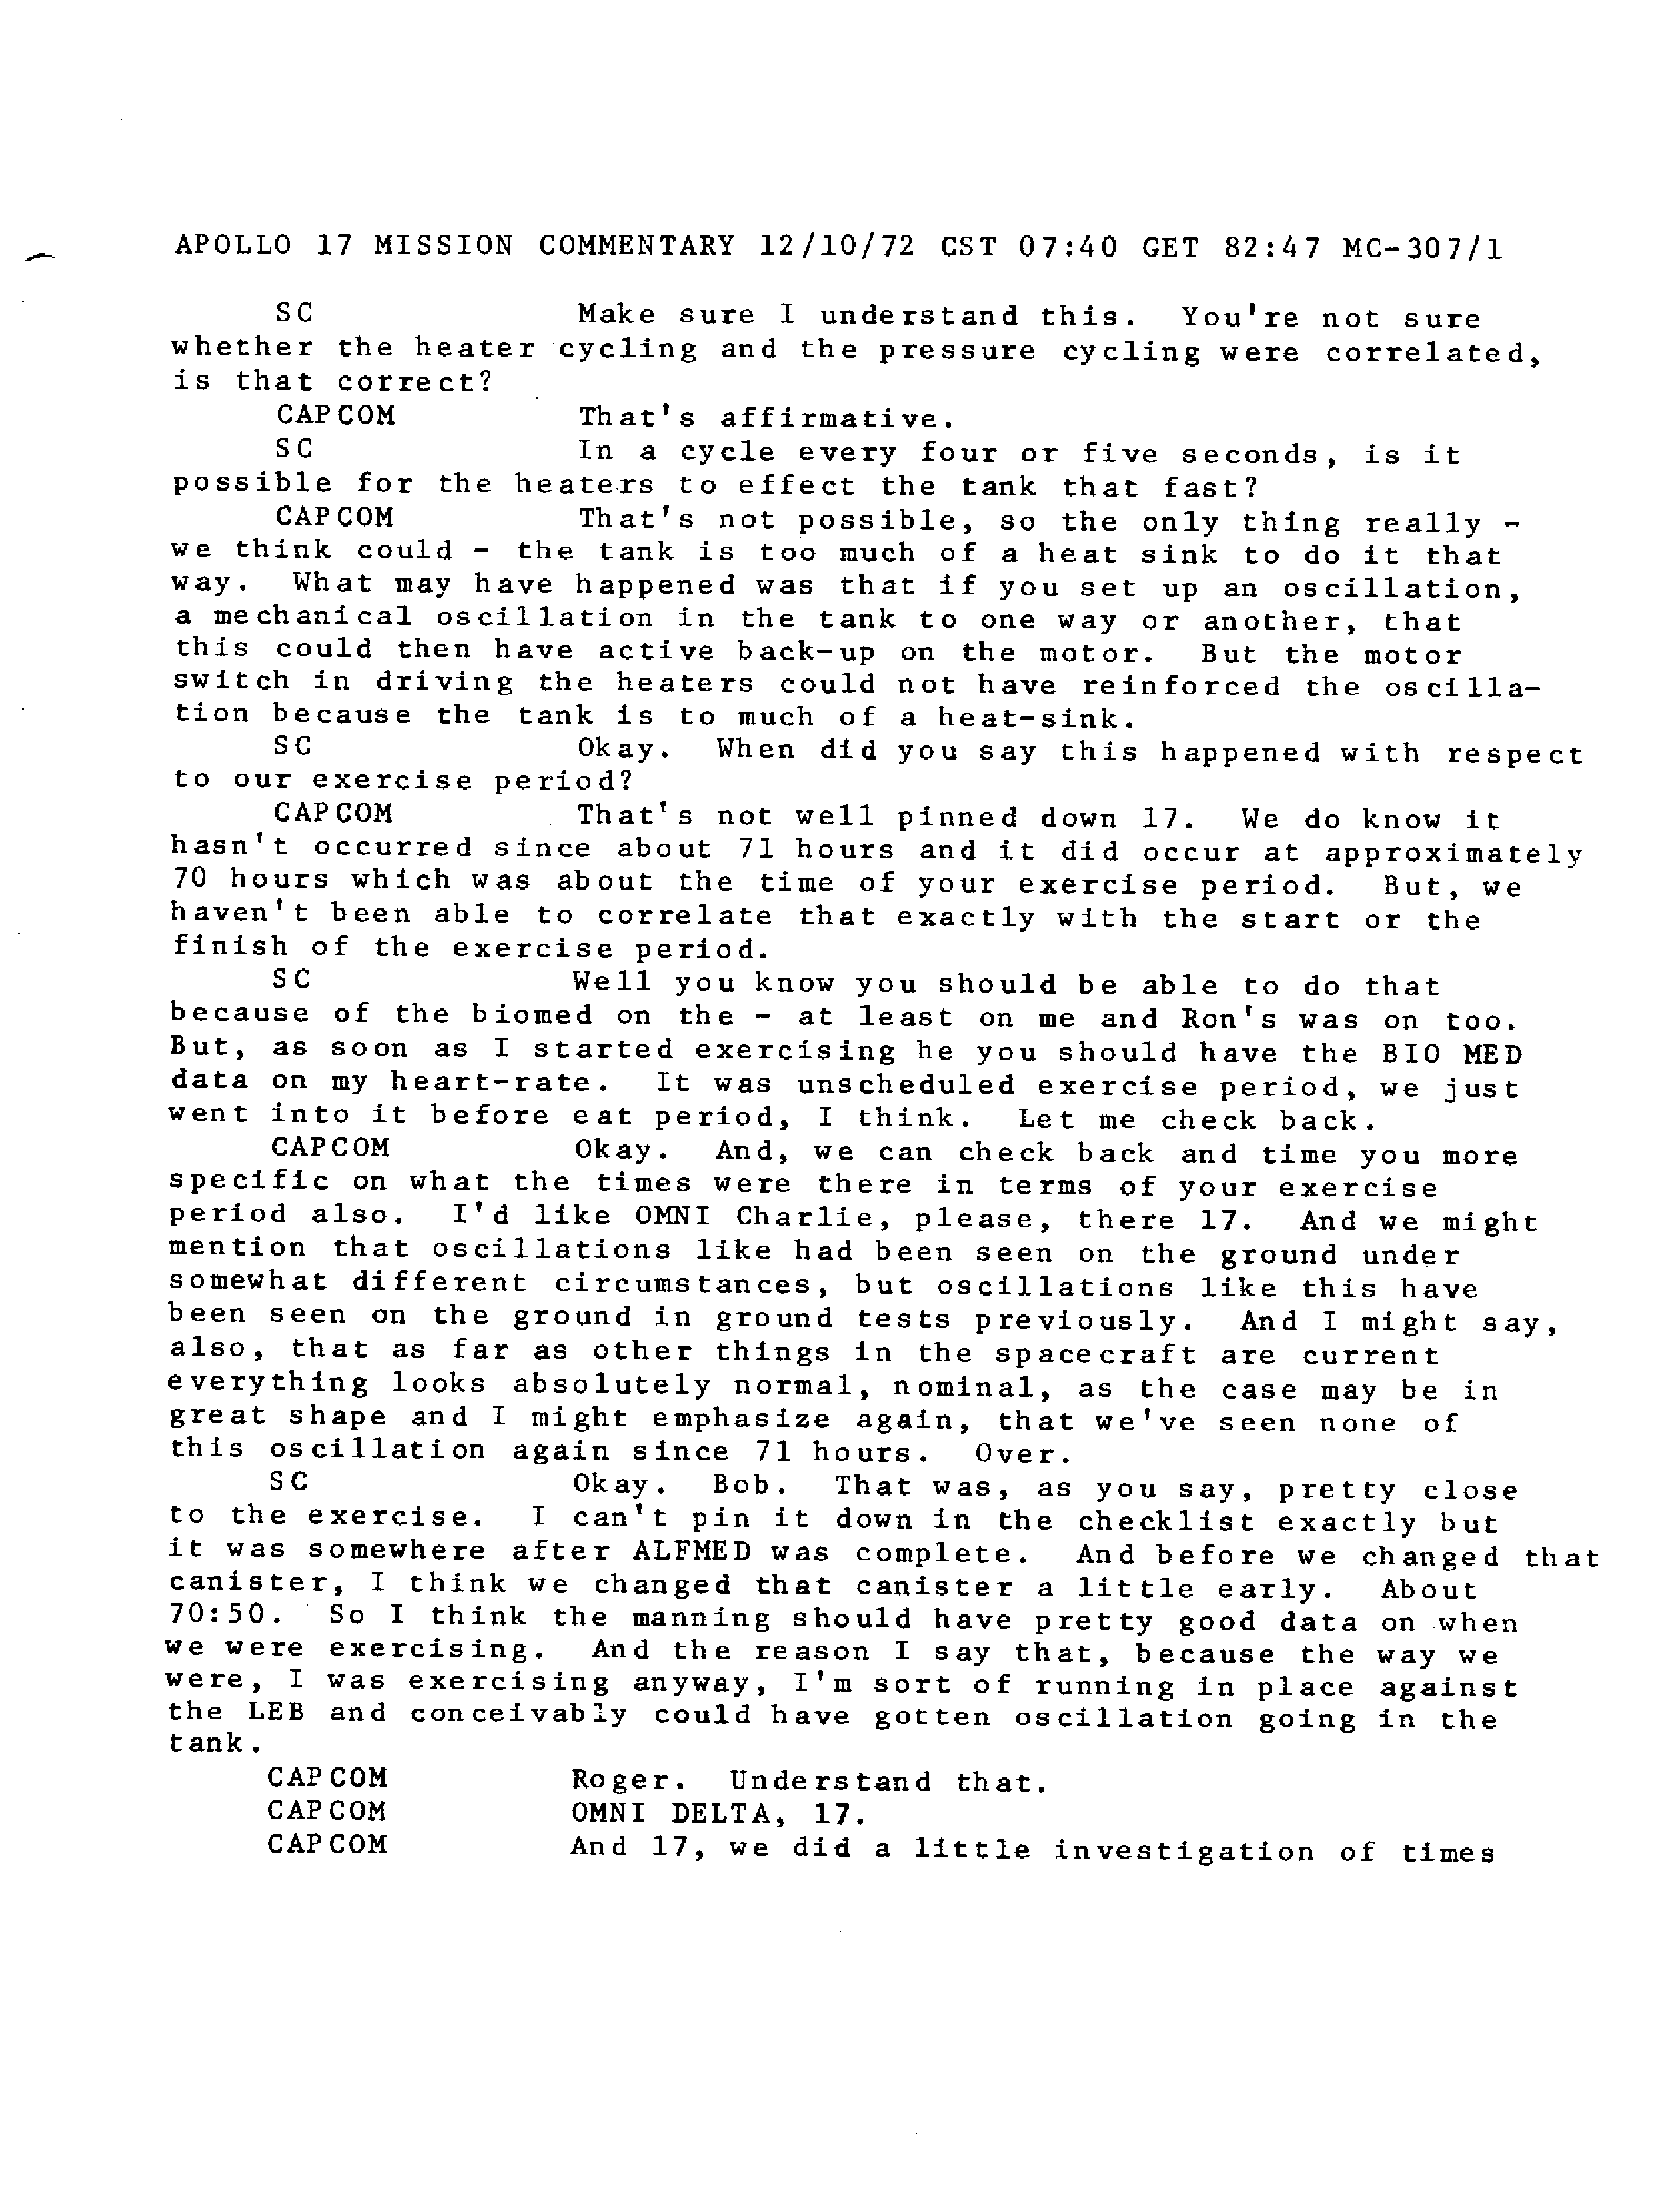 APOLLO 17 MISSION COMMENTARY 12/10/72 CST 07:40 GET 82:47 MC-307/1
SC Make sure I understand this. You're not sure
whether the heater cycling and the pressure cycling were correlated,
is that correct?
CAPCOM That's affirmative.
SC In a cycle every four or five seconds, is it
possible for the heaters to effect the tank that fast?
CAPCOM That's not possible, so the only thing really -
we think could - the tank is too much of a heat sink to do it that
way. What may have happened was that if you set up an oscillation,
a mechanical oscillation in the tank to one way or another, that
this could then have active back-up on the motor. But the motor
switch in driving the heaters could not have reinforced the oscilla-
tion because the tank is to much of a heat-sink.
SC Okay. When did you say this happened with respect
to our exercise period?
CAPCOM That's not well pinned down 17. We do know it
hasn't occurred since about 71 hours and it did occur at approximately
70 hours which was about the time of your exercise period. But, we
haven't been able to correlate that exactly with the start or the
finish of the exercise period.
SC Well you know you should be able to do that
because of the biomed on the - at least on me and Ron's was on too.
But, as soon as I started exercising he you should have the BIO MED
data on my heart-rate. It was unscheduled exercise period, we just
went into it before eat period, I think. Let me check back.
CAPCOM Okay. And, we can check back and time you more
specific on what the times were there in terms of your exercise
period also. I'd like OMNI Charlie, please, there 17. And we might
mention that oscillations like had been seen on the ground under
somewhat different circumstances, but oscillations like this have
been seen on the ground in ground tests previously. And I might say,
also, that as far as other things in the spacecraft are current
everything looks absolutely normal, nominal, as the case may be in
great shape and I might emphasize again, that we've seen none of
this oscillation again since 71 hours. Over.
SC Okay. Bob. That was, as you say, pretty close
to the exercise. I can't pin it down in the checklist exactly but
it was somewhere after ALFMED was complete. And before we changed that
canister, I think we changed that canister a little early. About
70:50. So I think the manning should have pretty good data on when
we were exercising. And the reason I say that, because the way we
were, I was exercising anyway, I'm sort of running in place against
the LEB and conceivably could have gotten oscillation going in the
tank.
CAPCOM Roger. Understand that.
CAPCOM OMNI DELTA, 17.
CAPCOM And 17, we did a little investigation of times